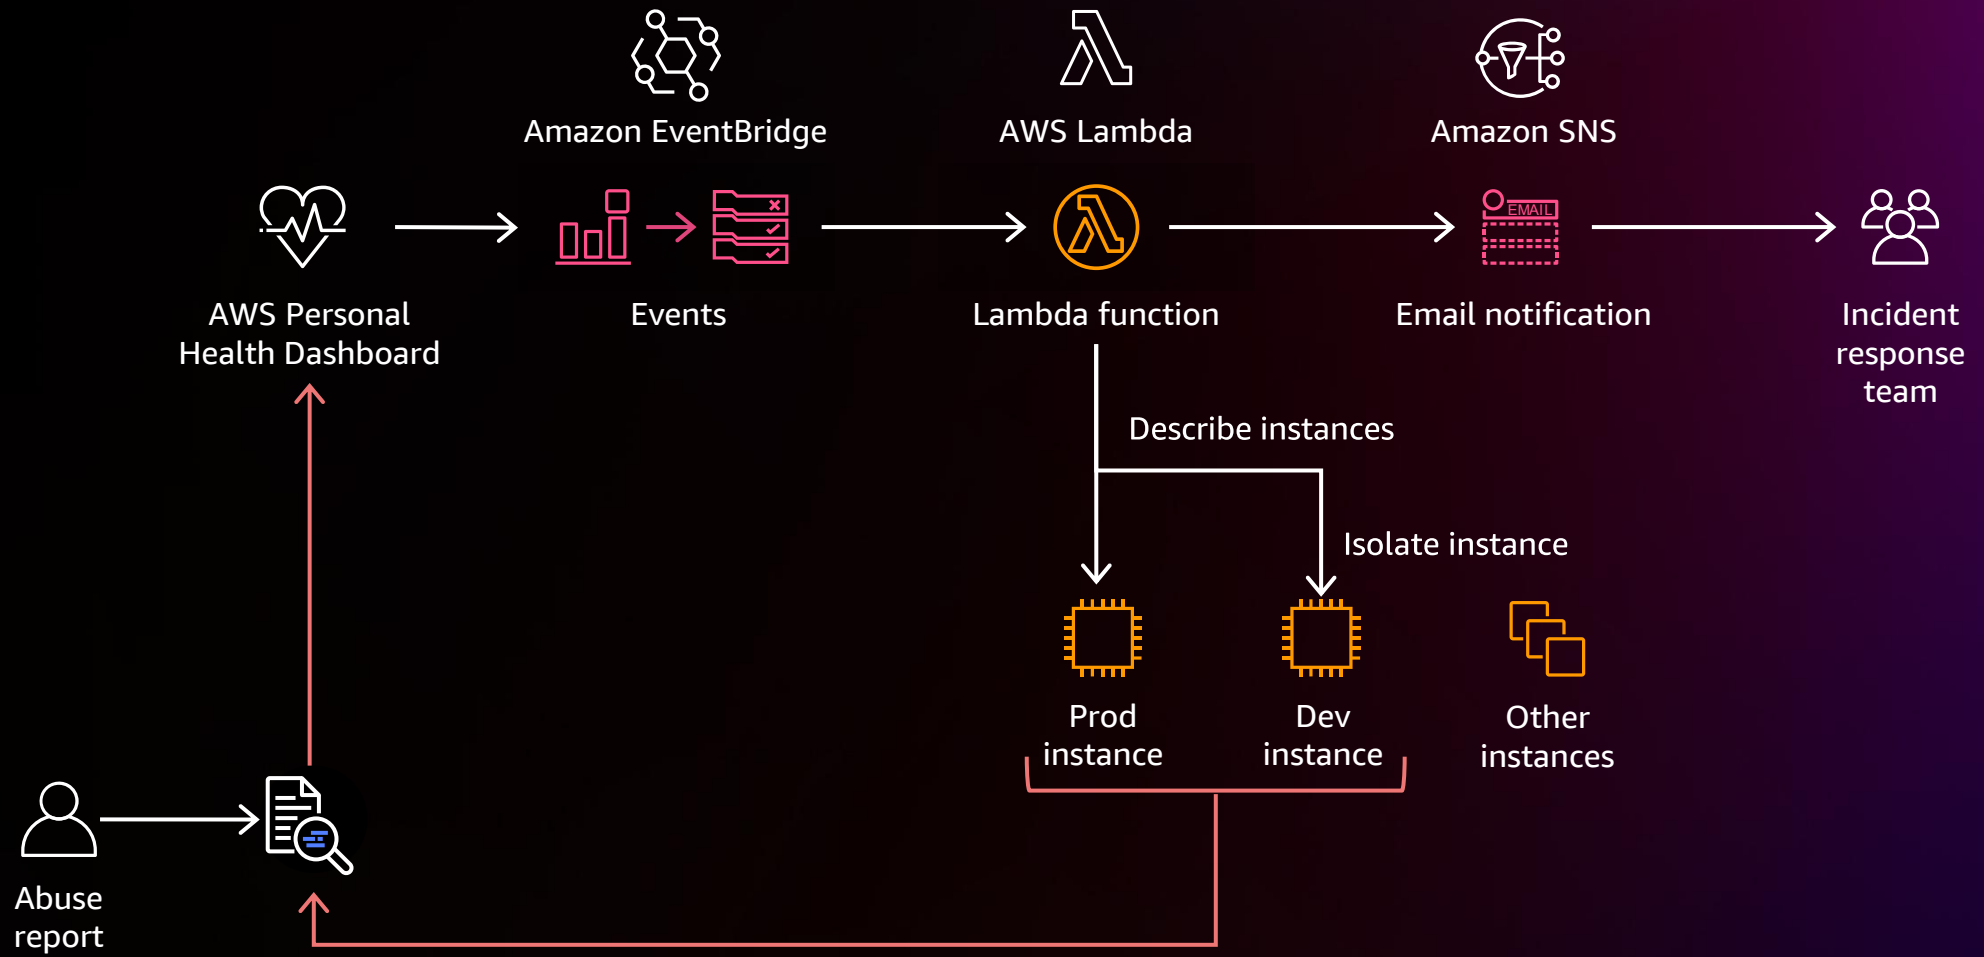 Amazon EventBridge
AWS Lambda
Amazon SNS
EMAIL
AWS Personal
Health Dashboard
Events
Lambda function
Email notification
Incident
response
team
Describe instances
Isolate instance
Prod
instance
Dev
instance
Other
instances
Abuse
report